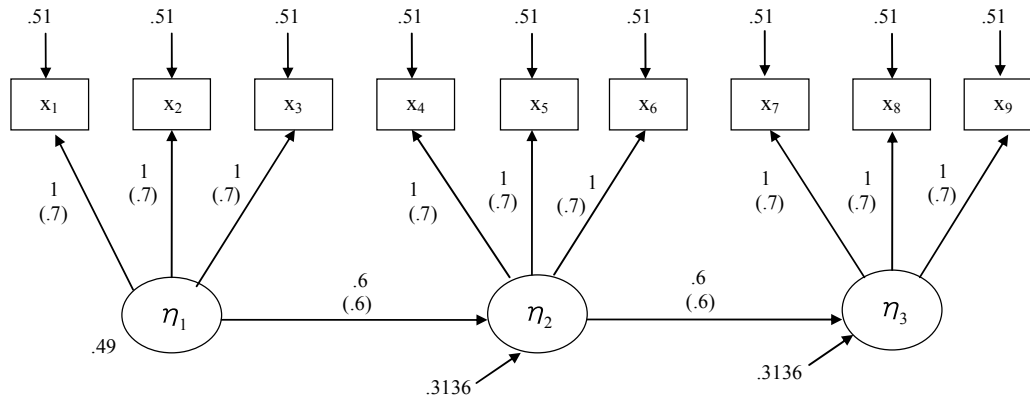 .51 .51 .51 .51 .51 .51 .51 .51 .51
x₁ x₂ x₃ x₄ x₅ x₆ x₇ x₈ x₉
1 1 1 1 1 1 1 1 1
(.7) (.7) (.7) (.7) (.7) (.7) (.7) (.7) (.7)
.6 .6
(.6) (.6)
η₁ η₂ η₃
.49
.3136 .3136